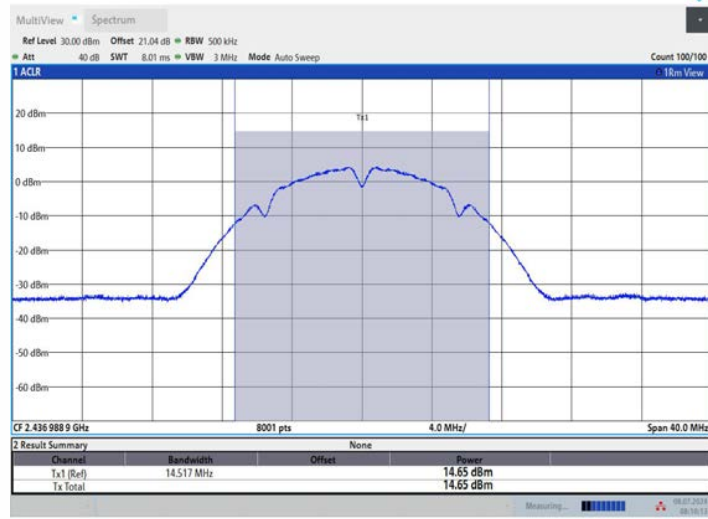 MultiView Spectrum
Ref Level 30.00 dBm Offset 21.04 dB RBW 500 kHz
Att 40 dB SWT 8.01 ms VBW 3 MHz Mode Auto Sweep Count 100/100
1 ACLR 1Rm View
Tx1
20 dBm
10 dBm
0 dBm
-10 dBm
-20 dBm
-30 dBm
-40 dBm
-50 dBm
-60 dBm
CF 2.436 988 9 GHz 8001 pts 4.0 MHz/ Span 40.0 MHz
2 Result Summary None
Channel Bandwidth Offset Power
Tx1 (Ref) 14.517 MHz 14.65 dBm
Tx Total 14.65 dBm
Measuring...